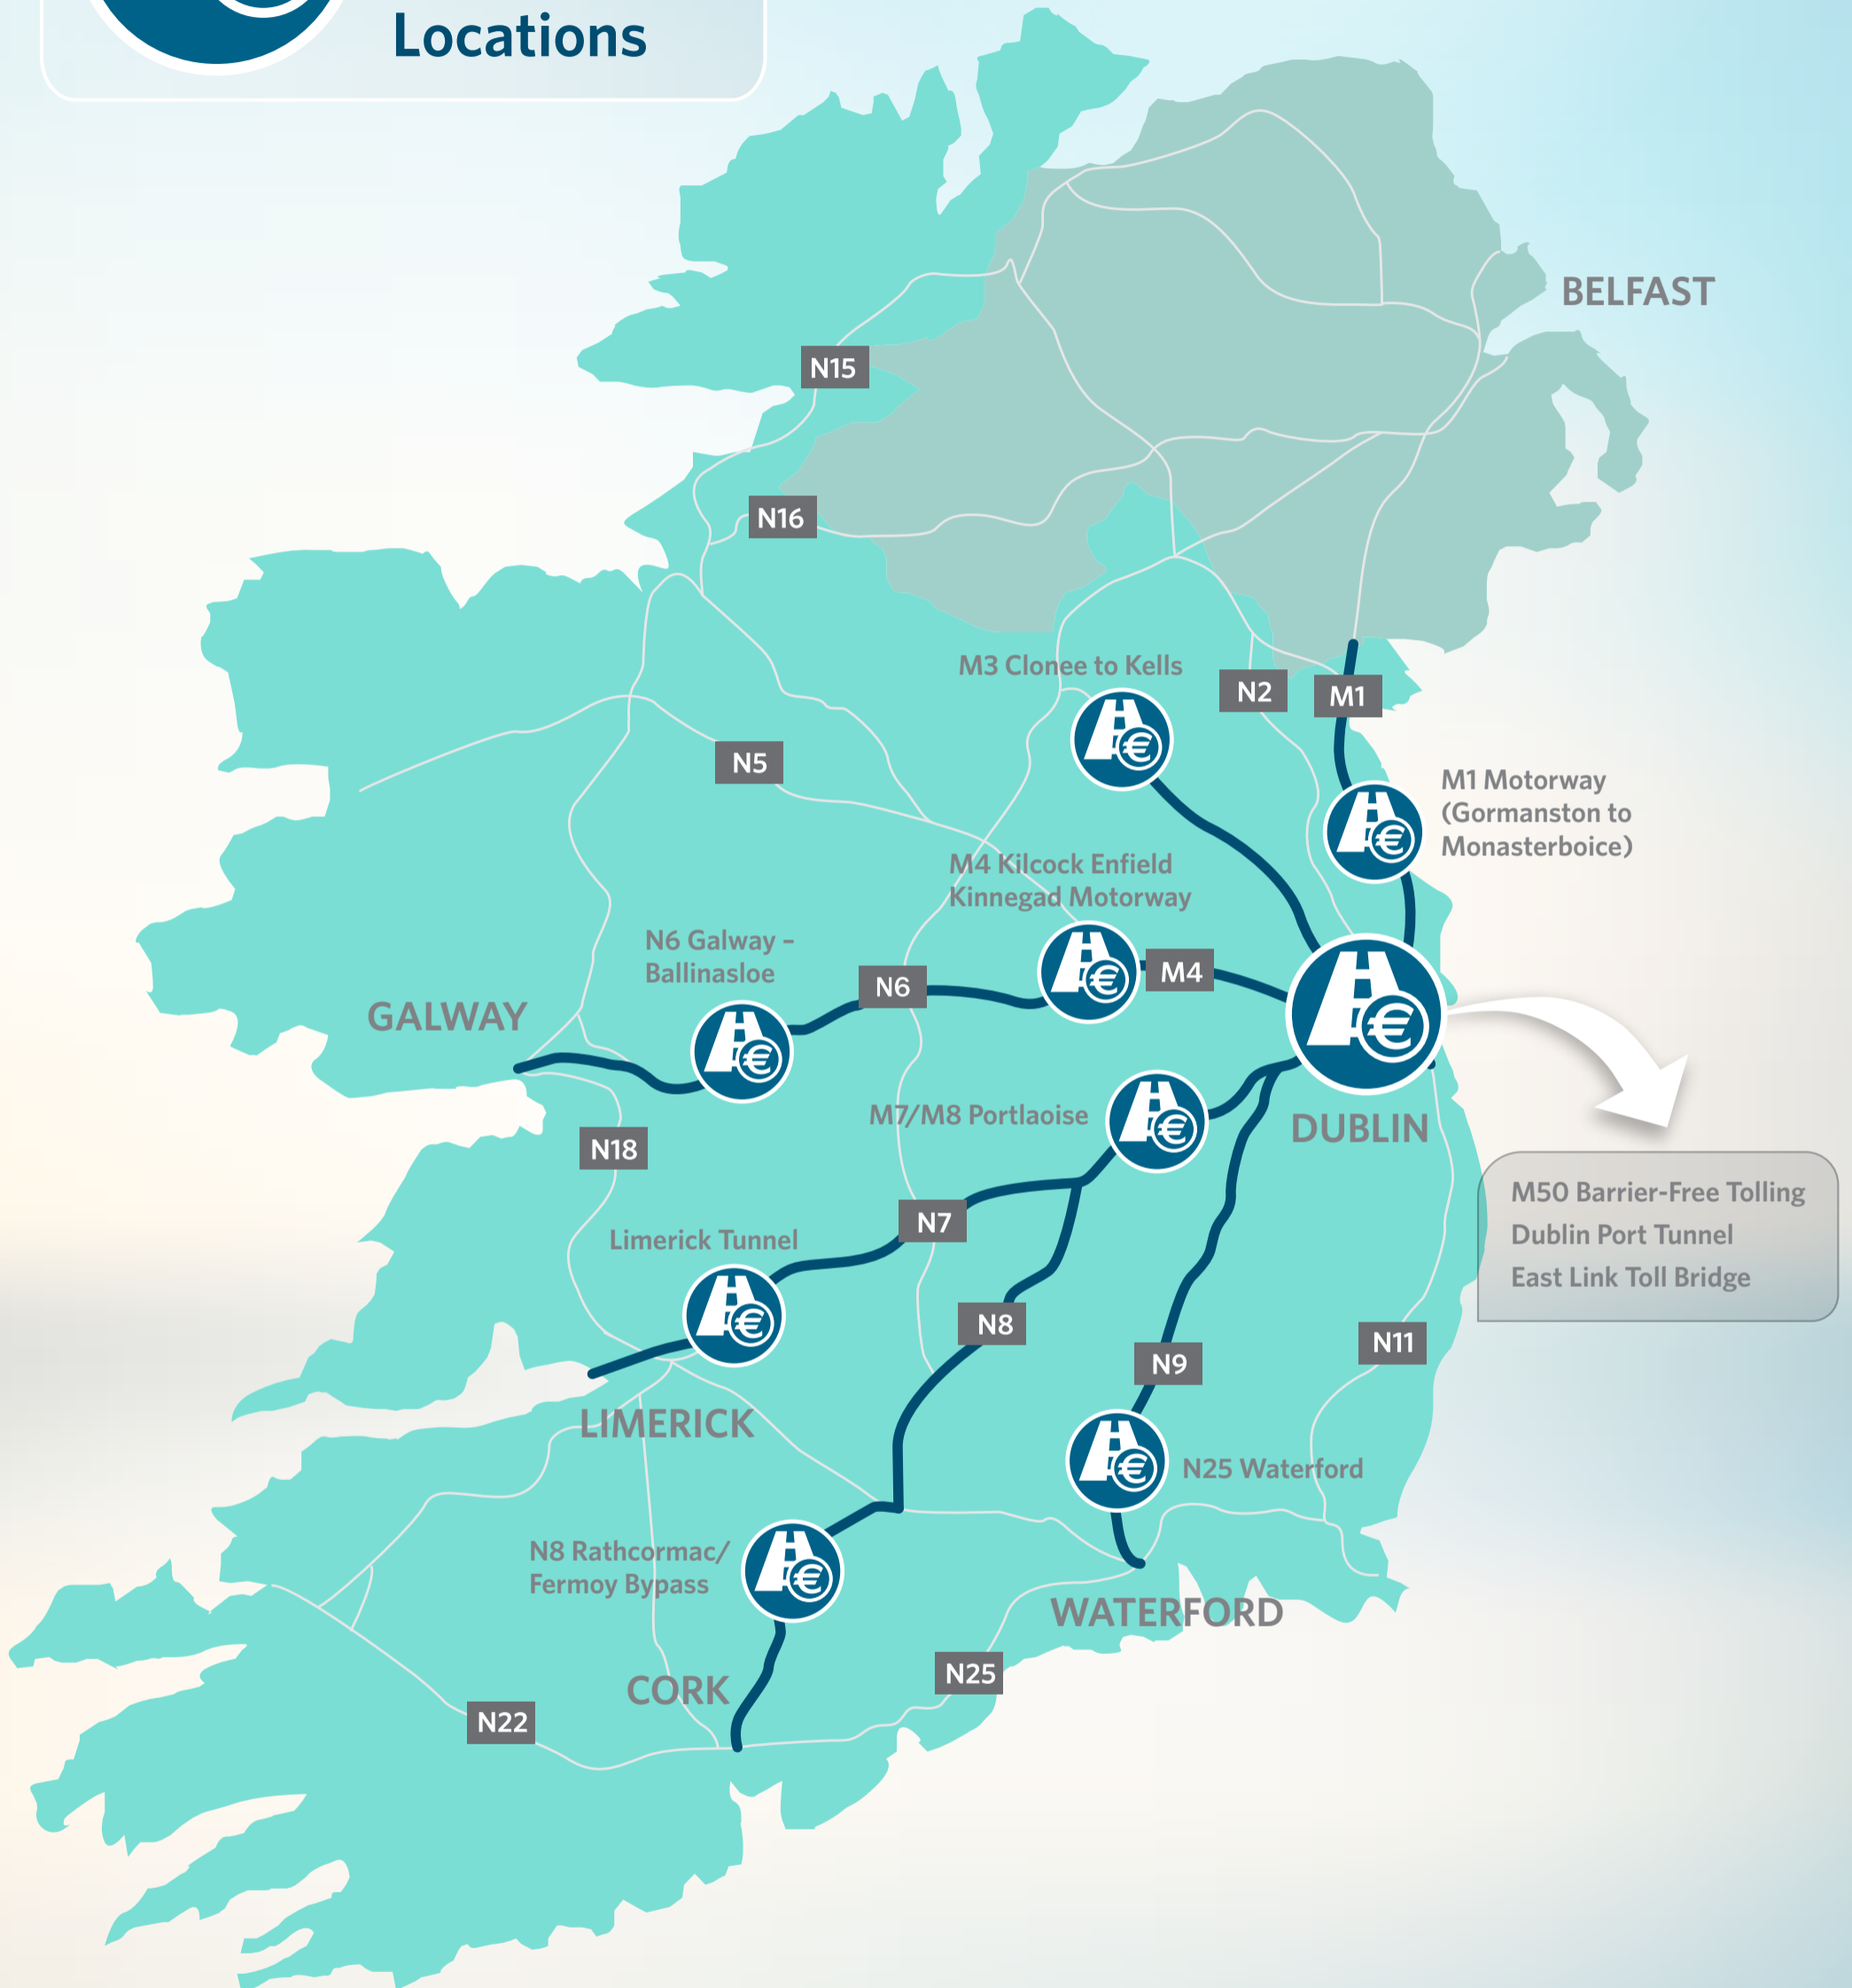 Locations
BELFAST
N15
N16
M3 Clonee to Kells
N2
M1
N5
M1 Motorway
(Gormanston to
Monasterboice)
M4 Kilcock Enfield
Kinnegad Motorway
N6 Galway –
Ballinasloe
N6
M4
GALWAY
M7/M8 Portlaoise
DUBLIN
N18
M50 Barrier-Free Tolling
Dublin Port Tunnel
East Link Toll Bridge
N7
Limerick Tunnel
N8
N9
N11
LIMERICK
N25 Waterford
N8 Rathcormac/
Fermoy Bypass
WATERFORD
N25
CORK
N22